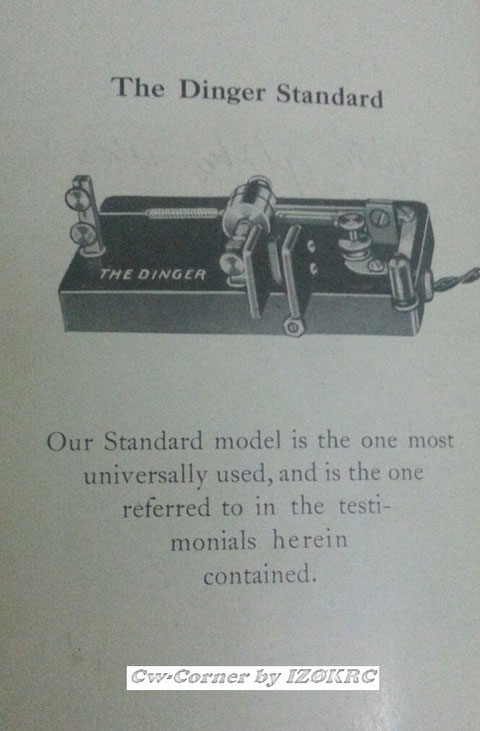 The Dinger Standard
THE DINGER
Our Standard model is the one most
universally used, and is the one
referred to in the testi-
monials herein
contained.
Cw-Corner by IZØKRC